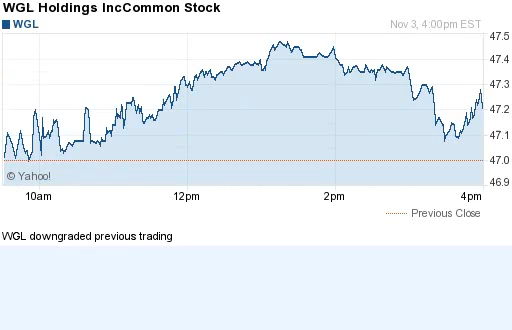 WGL Holdings IncCommon Stock
WGL
Nov 3, 4:00pm EST
47.5
47.4
47.3
47.2
47.1
47.0
46.9
© Yahoo!
10am 12pm 2pm 4pm
Previous Close
WGL downgraded previous trading